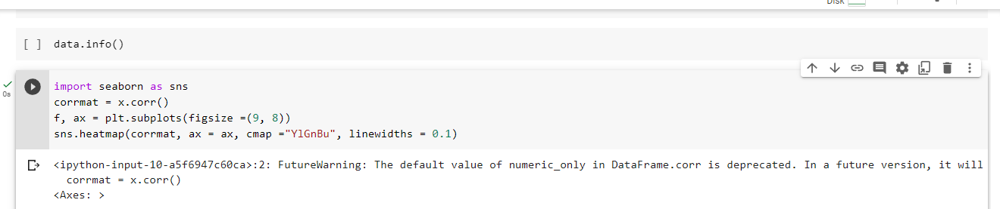 Disk
[ ] data.info()
0s
import seaborn as sns
corrmat = x.corr()
f, ax = plt.subplots(figsize =(9, 8))
sns.heatmap(corrmat, ax = ax, cmap ="YlGnBu", linewidths = 0.1)
<ipython-input-10-a5f6947c60ca>:2: FutureWarning: The default value of numeric_only in DataFrame.corr is deprecated. In a future version, it will
corrmat = x.corr()
<Axes: >